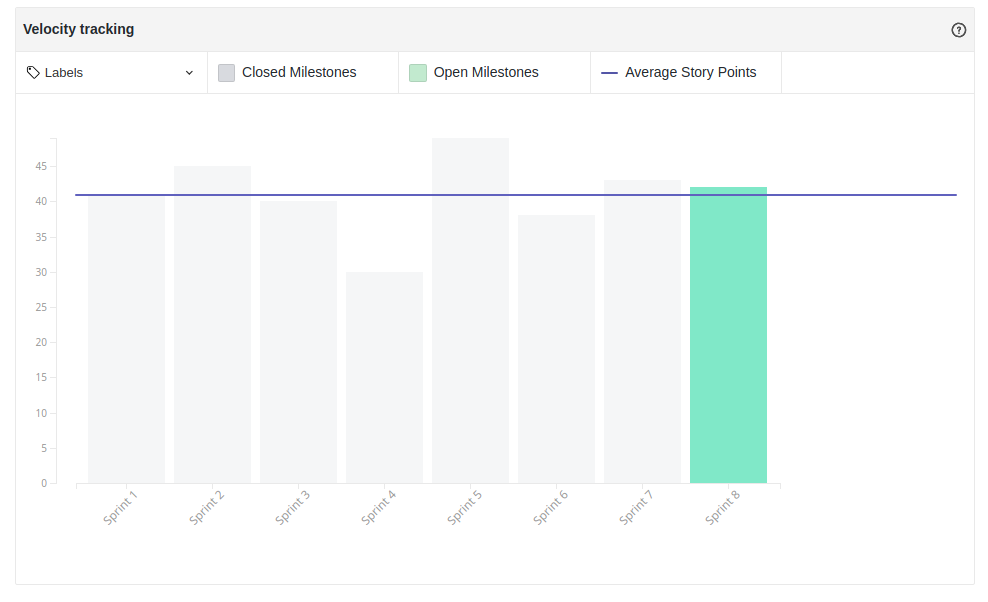 Velocity tracking
Labels
Closed Milestones
Open Milestones
Average Story Points
45
40
35
30
25
20
15
10
5
0
Sprint 1
Sprint 2
Sprint 3
Sprint 4
Sprint 5
Sprint 6
Sprint 7
Sprint 8